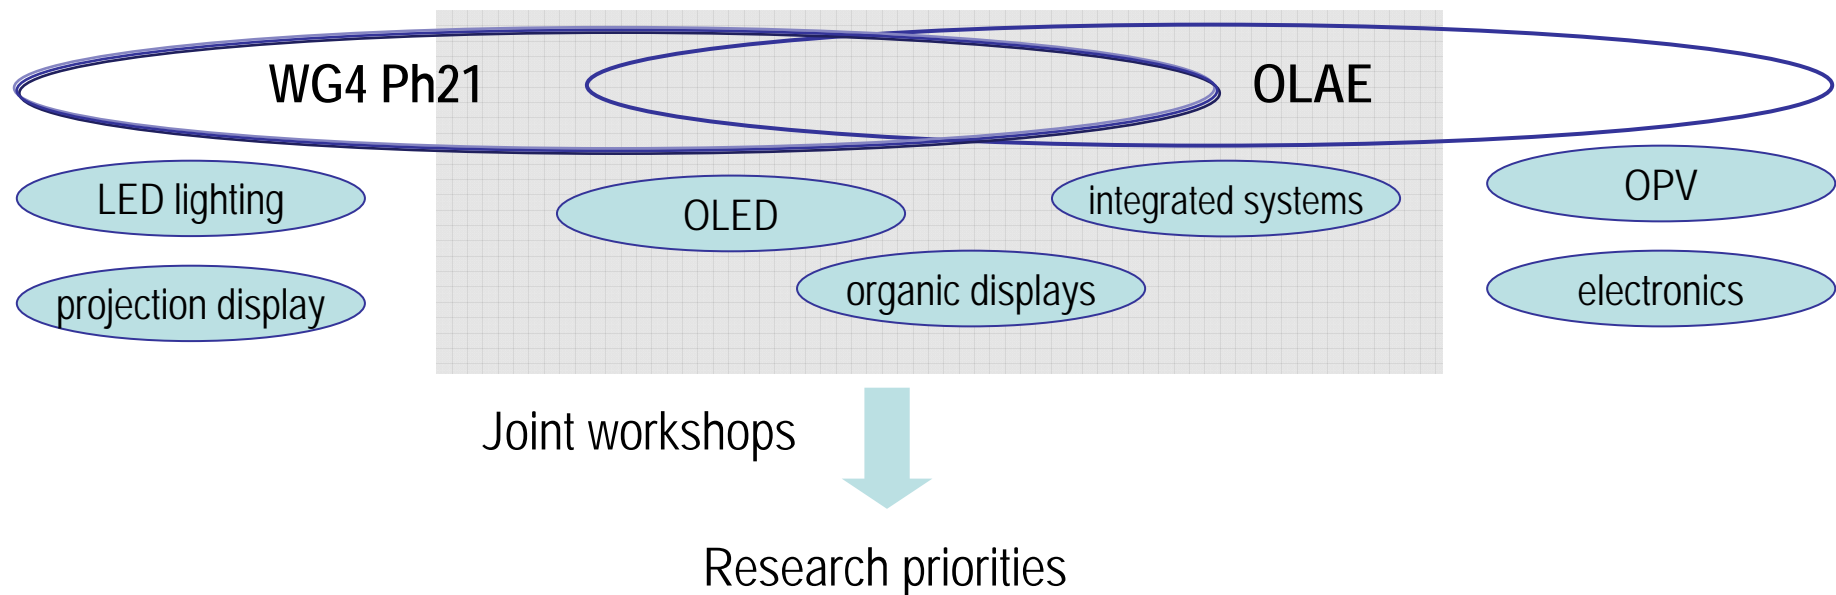 WG4 Ph21
OLAE
LED lighting
OLED
integrated systems
OPV
projection display
organic displays
electronics
Joint workshops
Research priorities